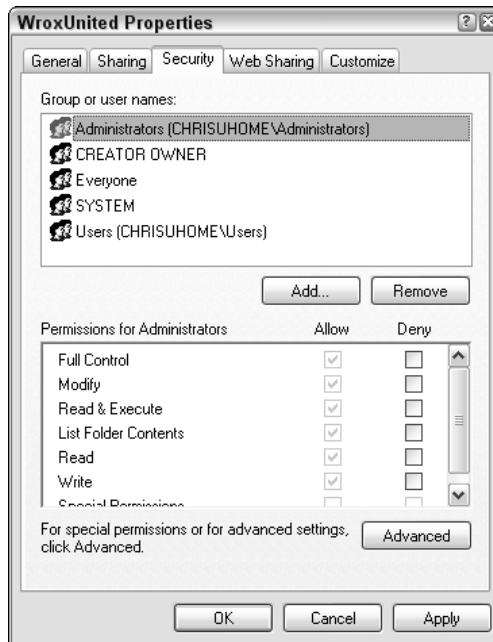 WroxUnited Properties
General Sharing Security Web Sharing Customize
Group or user names:
Administrators (CHRISUHOME\Administrators)
CREATOR OWNER
Everyone
SYSTEM
Users (CHRISUHOME\Users)
Add... Remove
Permissions for Administrators Allow Deny
Full Control
Modify
Read & Execute
List Folder Contents
Read
Write
Special Permissions
For special permissions or for advanced settings,
click Advanced.
Advanced
OK Cancel Apply